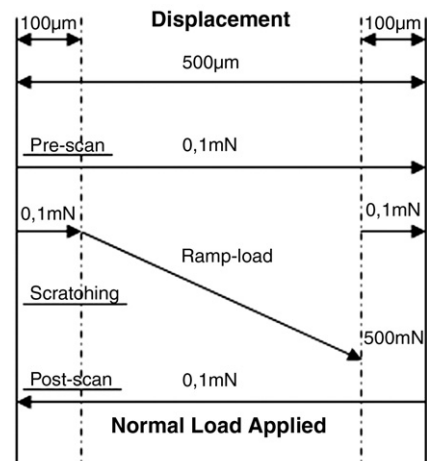 100μm Displacement 100μm
500μm
Pre-scan 0,1mN
0,1mN 0,1mN
Ramp-load
Scratohing
500mN
Post-scan 0,1mN
Normal Load Applied